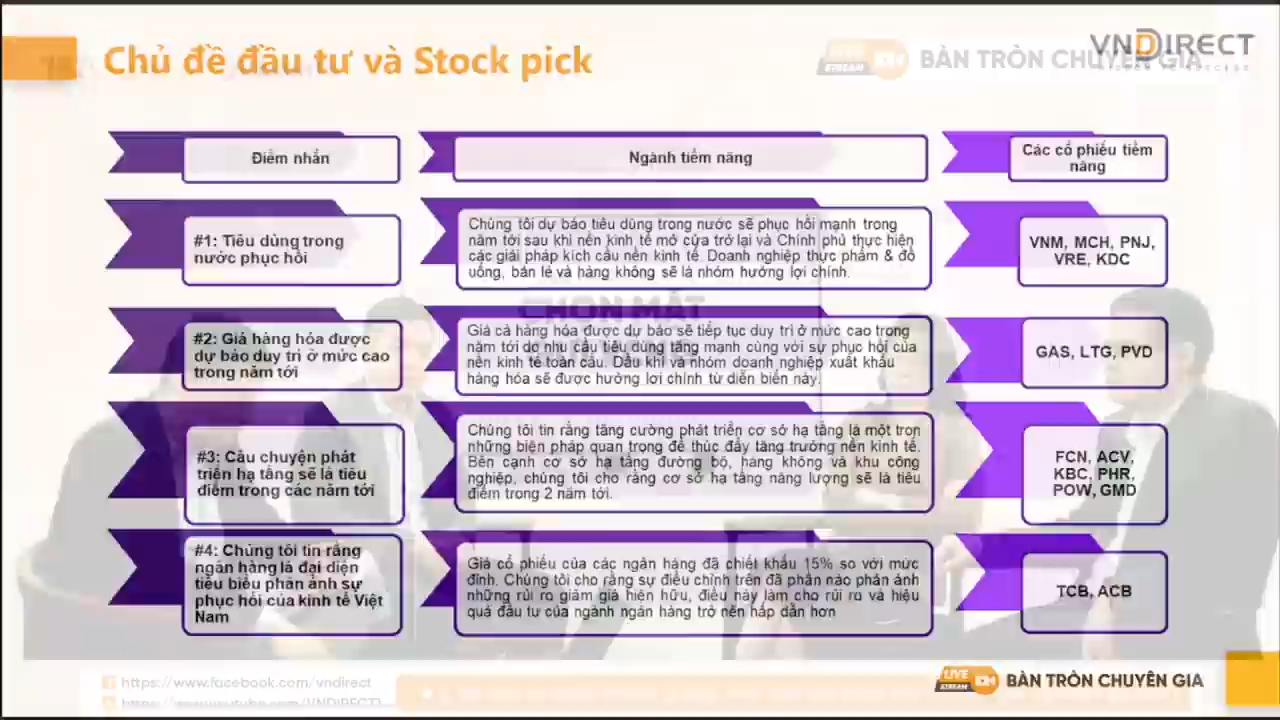 Chủ đề đầu tư và Stock pick
VNDIRECT
LIVE STREAM
BÀN TRÒN CHUYÊN GIA
Điểm nhấn
Ngành tiềm năng
Các cổ phiếu tiềm
năng
#1: Tiêu dùng trong
nước phục hồi
Chúng tôi dự báo tiêu dùng trong nước sẽ phục hồi mạnh trong
năm tới sau khi nền kinh tế mở cửa trở lại và Chính phủ thực hiện
các giải pháp kích cầu nền kinh tế. Doanh nghiệp thực phẩm & đồ
uống, bán lẻ và hàng không sẽ là nhóm hưởng lợi chính.
VNM, MCH, PNJ,
VRE, KDC
CHỌN MẶT
#2: Giá hàng hóa được
dự báo duy trì ở mức cao
trong năm tới
Giá cả hàng hóa được dự báo sẽ tiếp tục duy trì ở mức cao trong
năm tới do nhu cầu tiêu dùng tăng mạnh cùng với sự phục hồi của
nền kinh tế toàn cầu. Dầu khí và nhóm doanh nghiệp xuất khẩu
hàng hóa sẽ được hưởng lợi chính từ diễn biến này.
GAS, LTG, PVD
#3: Câu chuyện phát
triển hạ tầng sẽ là tiêu
điểm trong các năm tới
Chúng tôi tin rằng tăng cường phát triển cơ sở hạ tầng là một tron
những biện pháp quan trọng để thúc đẩy tăng trưởng nền kinh tế.
Bên cạnh cơ sở hạ tầng đường bộ, hàng không và khu công
nghiệp, chúng tôi cho rằng cơ sở hạ tầng năng lượng sẽ là tiêu
điểm trong 2 năm tới.
FCN, ACV,
KBC, PHR,
POW, GMD
#4: Chúng tôi tin rằng
ngân hàng là đại diện
tiêu biểu phản ánh sự
phục hồi của kinh tế Việt
Nam
Giá cổ phiếu của các ngân hàng đã chiết khấu 15% so với mức
đỉnh. Chúng tôi cho rằng sự điều chỉnh trên đã phần nào phản ánh
những rủi ro giảm giá hiện hữu, điều này làm cho rủi ro và hiệu
quả đầu tư của ngành ngân hàng trở nên hấp dẫn hơn
TCB, ACB
https://www.facebook.com/vndirect
https://www.youtube.com/VNDIRECT
LIVE STREAM
BÀN TRÒN CHUYÊN GIA